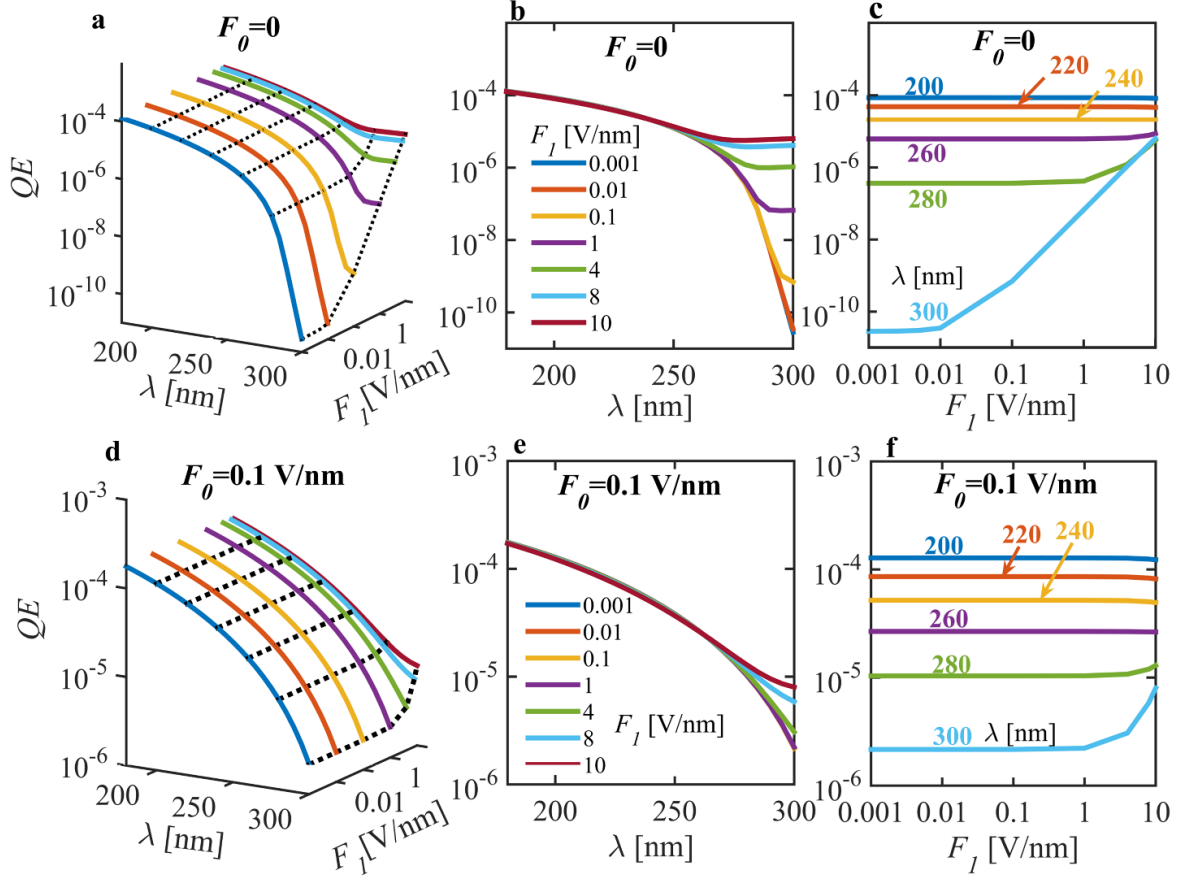 a
F₀=0
10⁻⁴
10⁻⁶
10⁻⁸
10⁻¹⁰
QE
200
250
300
λ [nm]
0.01
1
F₁[V/nm]
b
F₀=0
10⁻⁴
10⁻⁶
10⁻⁸
10⁻¹⁰
F₁ [V/nm]
0.001
0.01
0.1
1
4
8
10
200
250
300
λ [nm]
c
F₀=0
10⁻⁴
10⁻⁶
10⁻⁸
10⁻¹⁰
200
220
240
260
280
λ [nm]
300
0.001
0.01
0.1
1
10
F₁ [V/nm]
d
F₀=0.1 V/nm
10⁻³
10⁻⁴
10⁻⁵
10⁻⁶
QE
200
250
300
λ [nm]
0.01
1
F₁[V/nm]
e
F₀=0.1 V/nm
10⁻³
10⁻⁴
10⁻⁵
10⁻⁶
0.001
0.01
0.1
1
4
8
10
F₁ [V/nm]
200
250
300
λ [nm]
f
F₀=0.1 V/nm
10⁻³
10⁻⁴
10⁻⁵
10⁻⁶
200
220
240
260
280
300
λ [nm]
0.001
0.01
0.1
1
10
F₁ [V/nm]